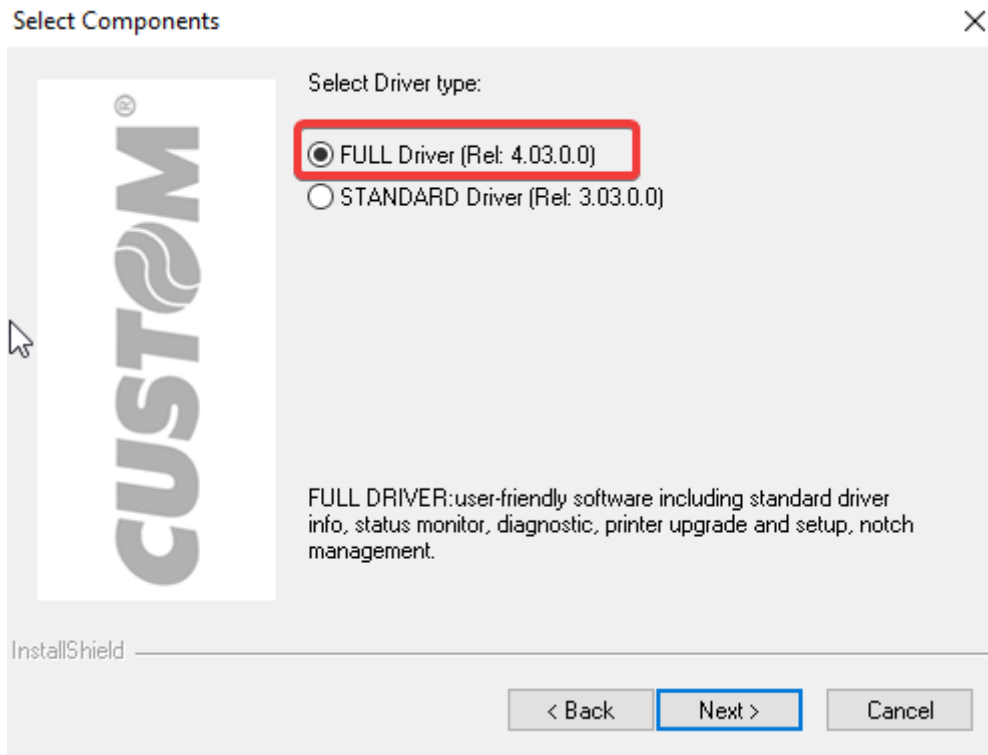 Select Components
Select Driver type:
CUSTOM®
FULL Driver (Rel: 4.03.0.0)
STANDARD Driver (Rel: 3.03.0.0)
FULL DRIVER:user-friendly software including standard driver
info, status monitor, diagnostic, printer upgrade and setup, notch
management.
InstallShield
< Back
Next >
Cancel